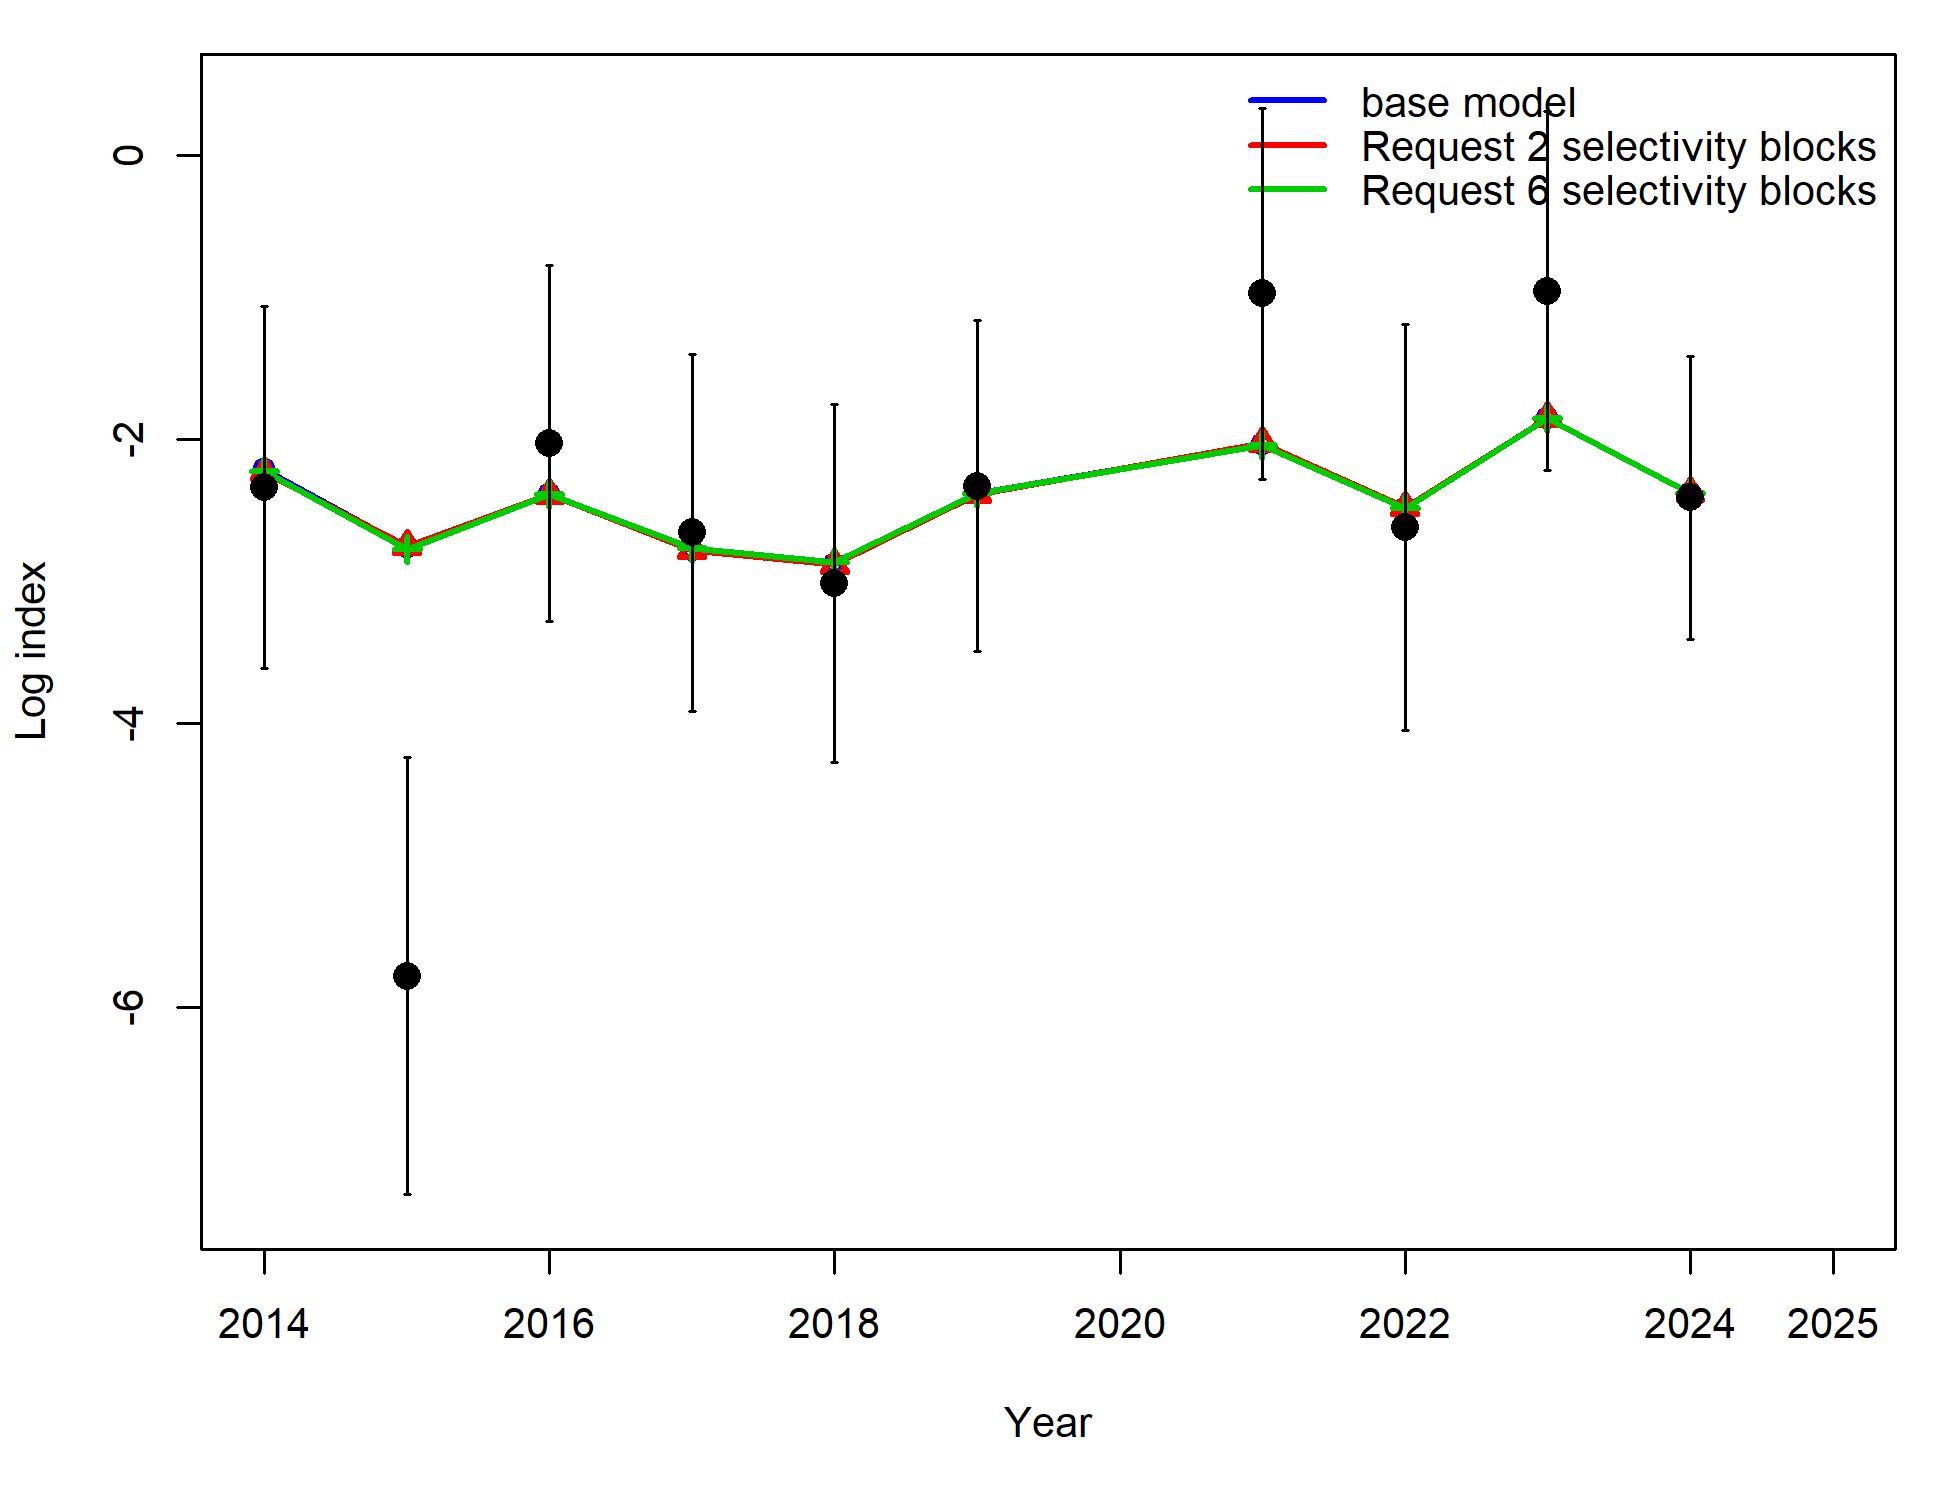 base model
Request 2 selectivity blocks
Request 6 selectivity blocks
0
-2
-4
-6
Log index
2014 2016 2018 2020 2022 2024 2025
Year